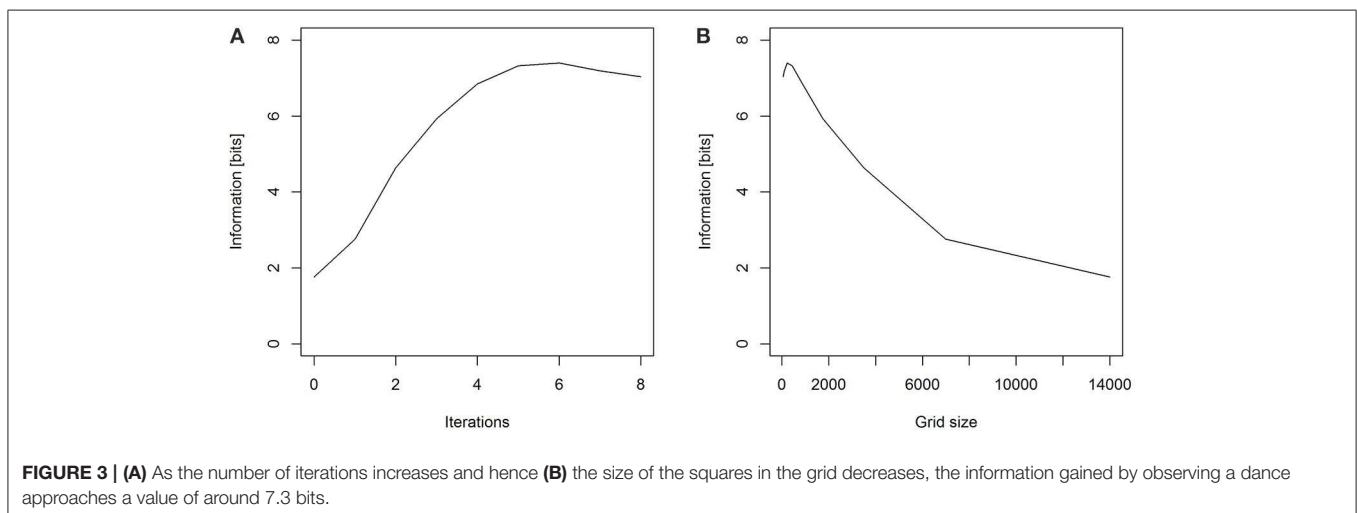 A
8
6
4
2
0
Information [bits]
0 2 4 6 8
Iterations
B
8
6
4
2
0
Information [bits]
0 2000 6000 10000 14000
Grid size
FIGURE 3 | (A) As the number of iterations increases and hence (B) the size of the squares in the grid decreases, the information gained by observing a dance
approaches a value of around 7.3 bits.